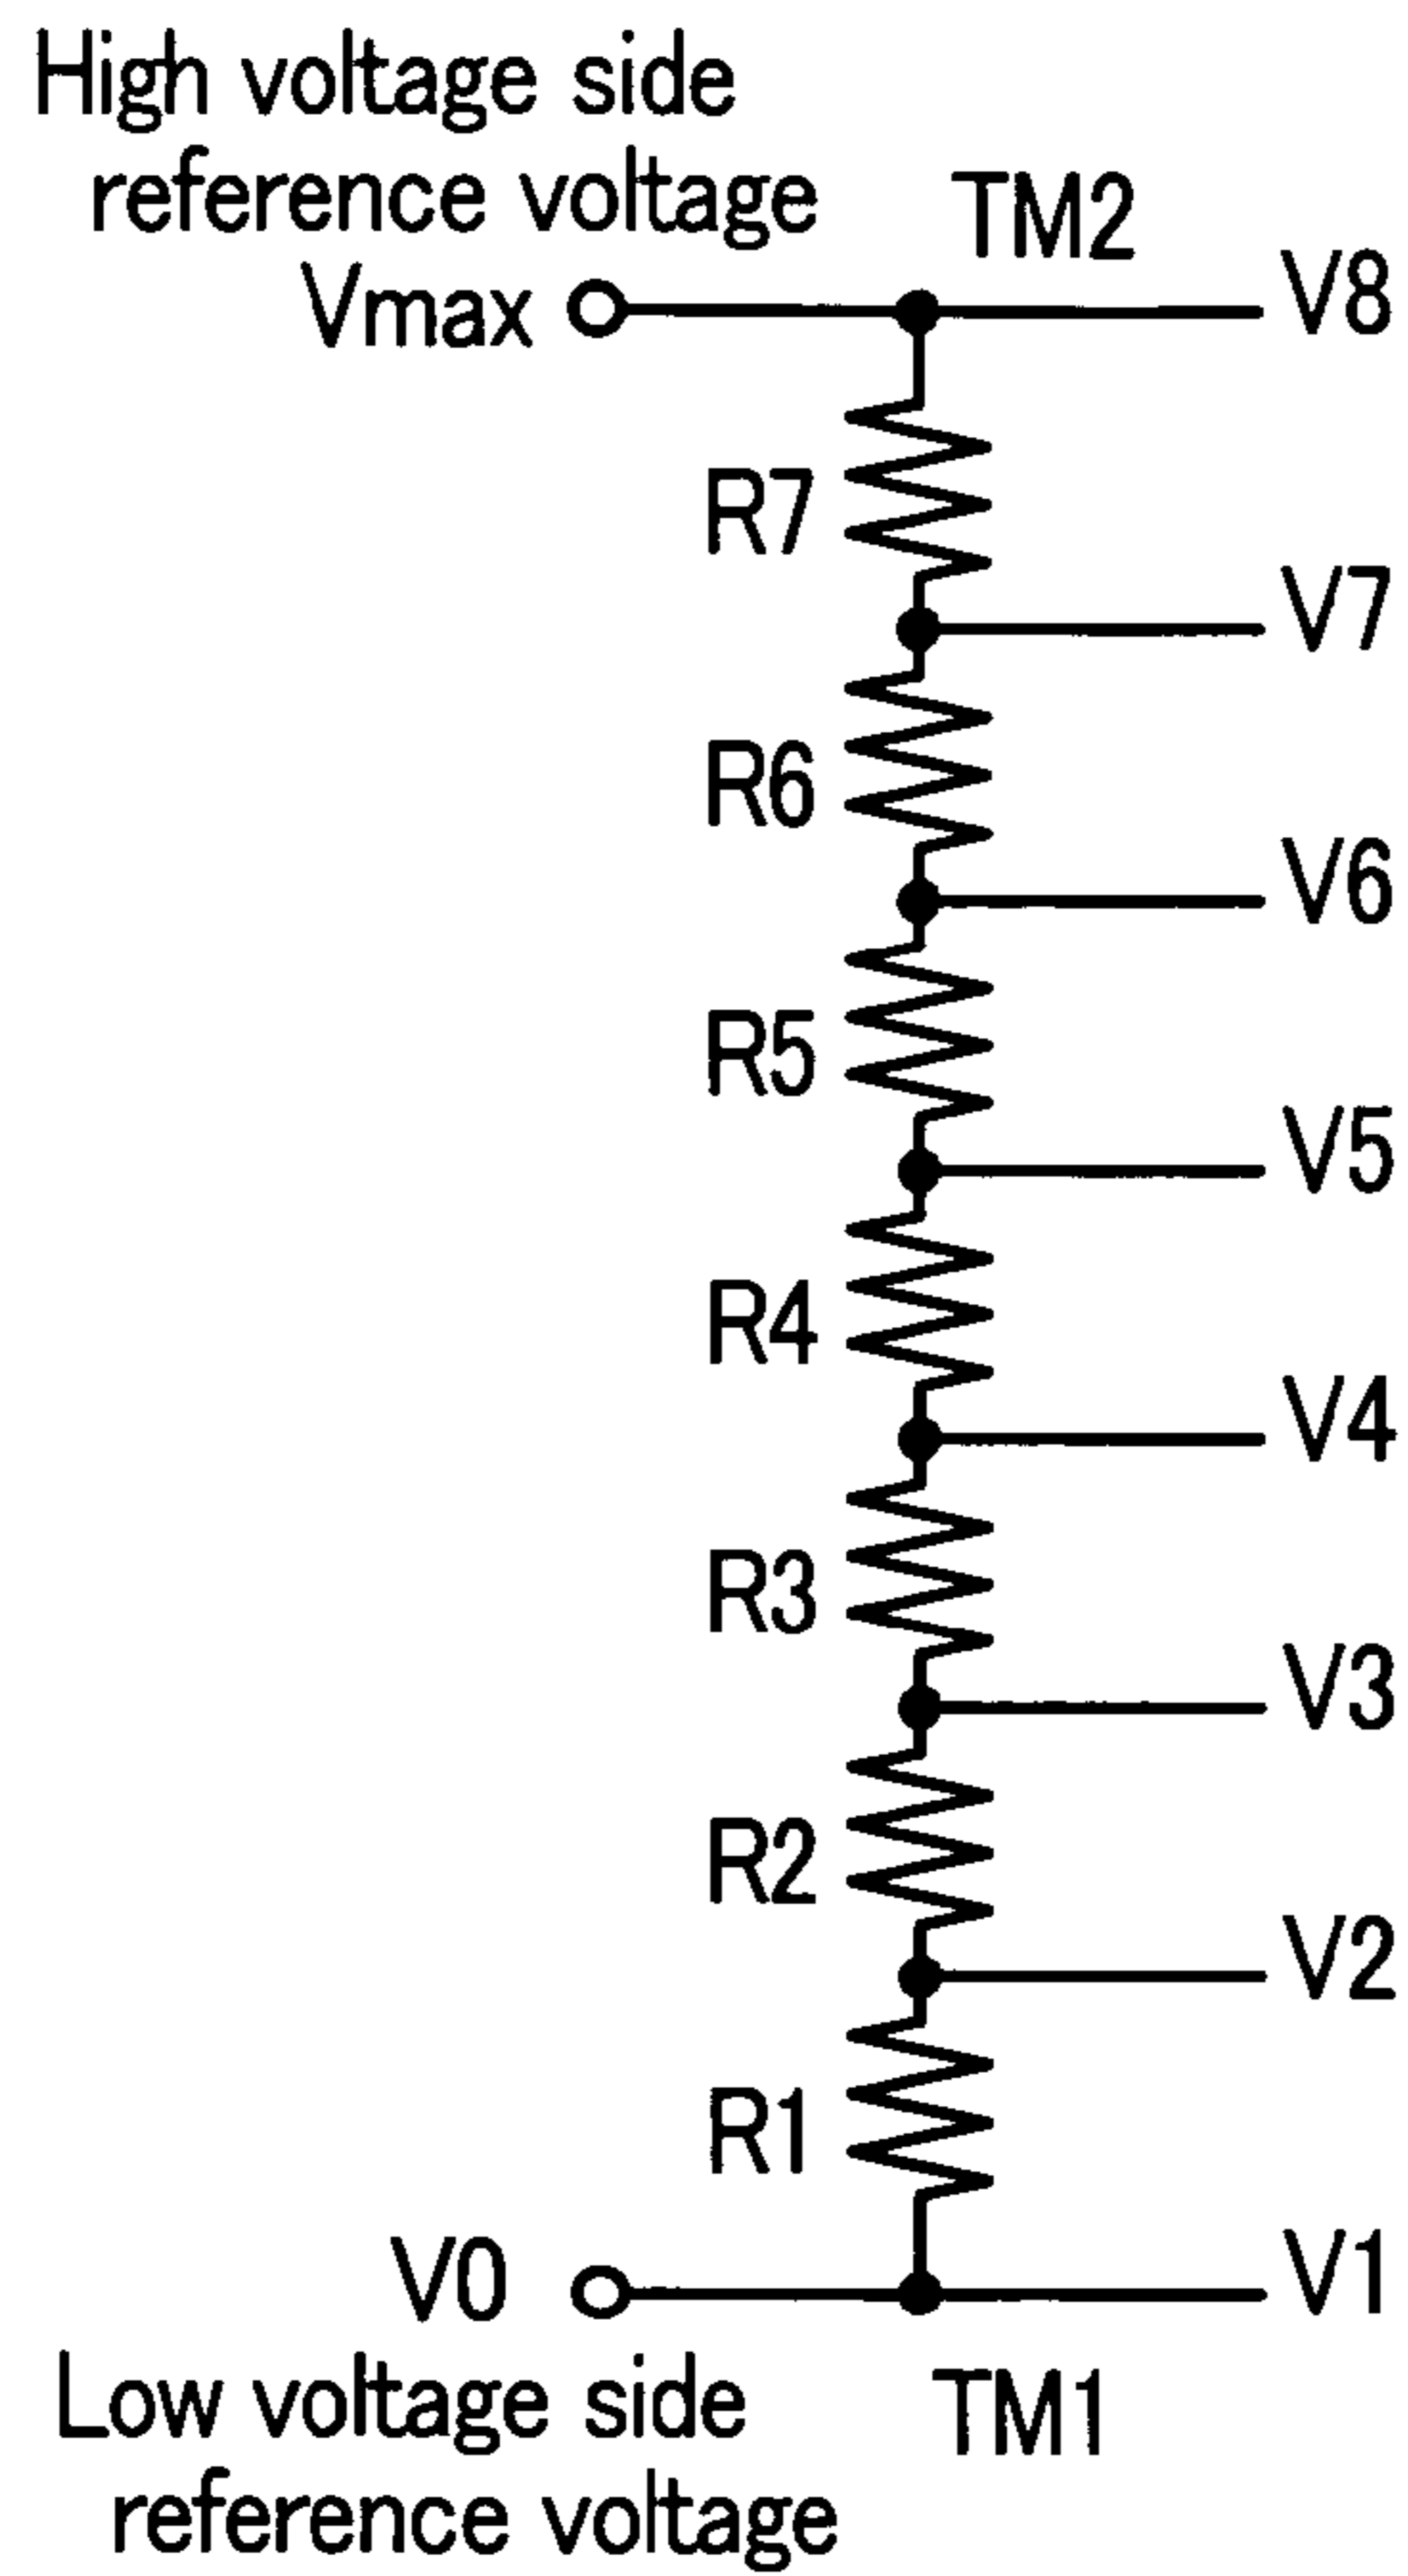 High voltage side
reference voltage
TM2
Vmax
V8
R7
V7
R6
V6
R5
V5
R4
V4
R3
V3
R2
V2
R1
V0
V1
Low voltage side
TM1
reference voltage